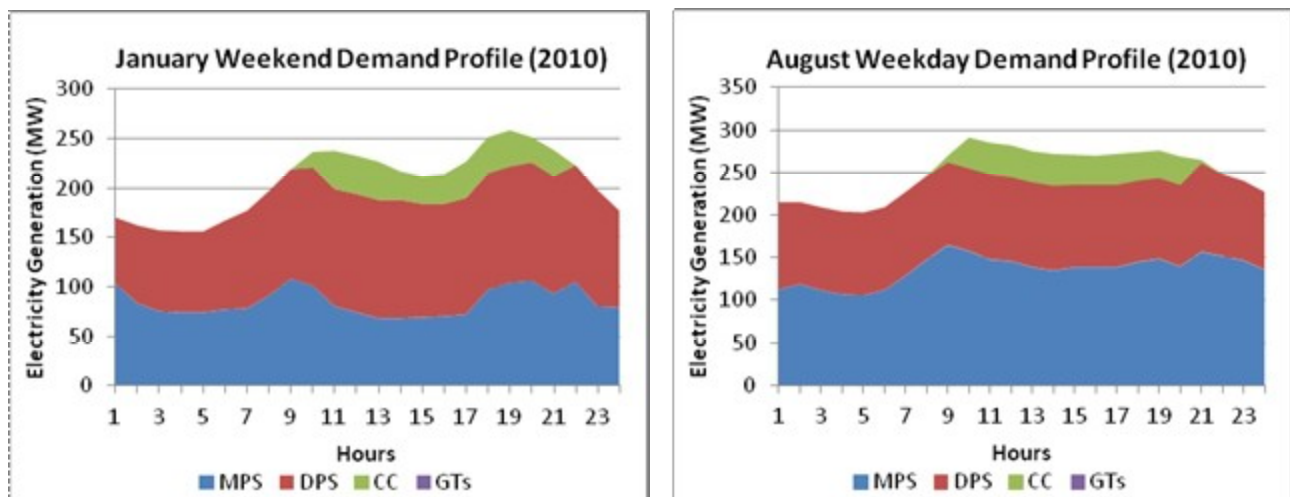 January Weekend Demand Profile (2010)
Electricity Generation (MW)
300
250
200
150
100
50
0
1 3 5 7 9 11 13 15 17 19 21 23
Hours
MPS DPS CC GTs
August Weekday Demand Profile (2010)
Electricity Generation (MW)
350
300
250
200
150
100
50
0
1 3 5 7 9 11 13 15 17 19 21 23
Hours
MPS DPS CC GTs